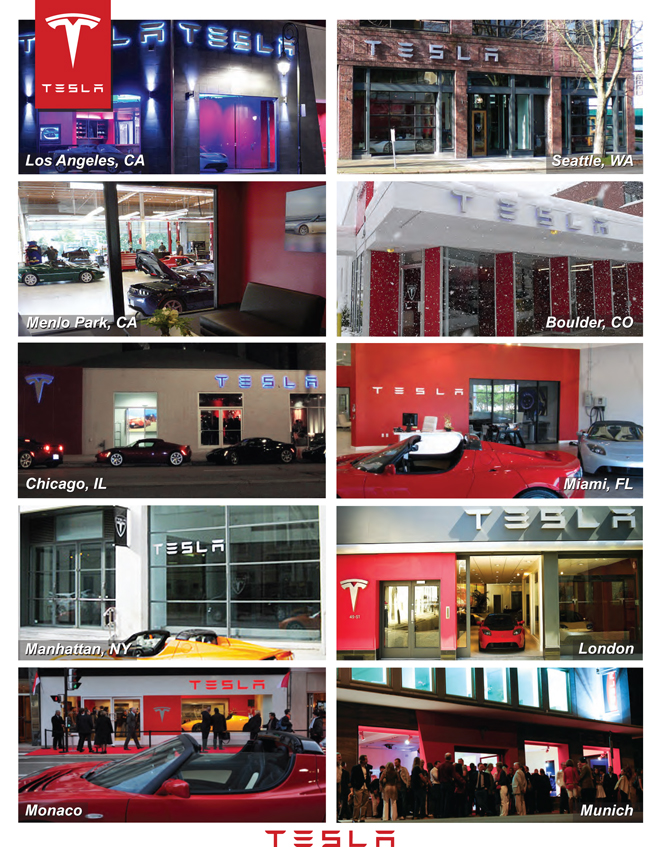 TESLA
TESLA TESLA
Los Angeles, CA
TESLA
Seattle, WA
Menlo Park, CA
TESLA
Boulder, CO
TESLA
Chicago, IL
TESLA
Miami, FL
TESLA
Manhattan, NY
TESLA
London
TESLA
Monaco
Munich
TESLA